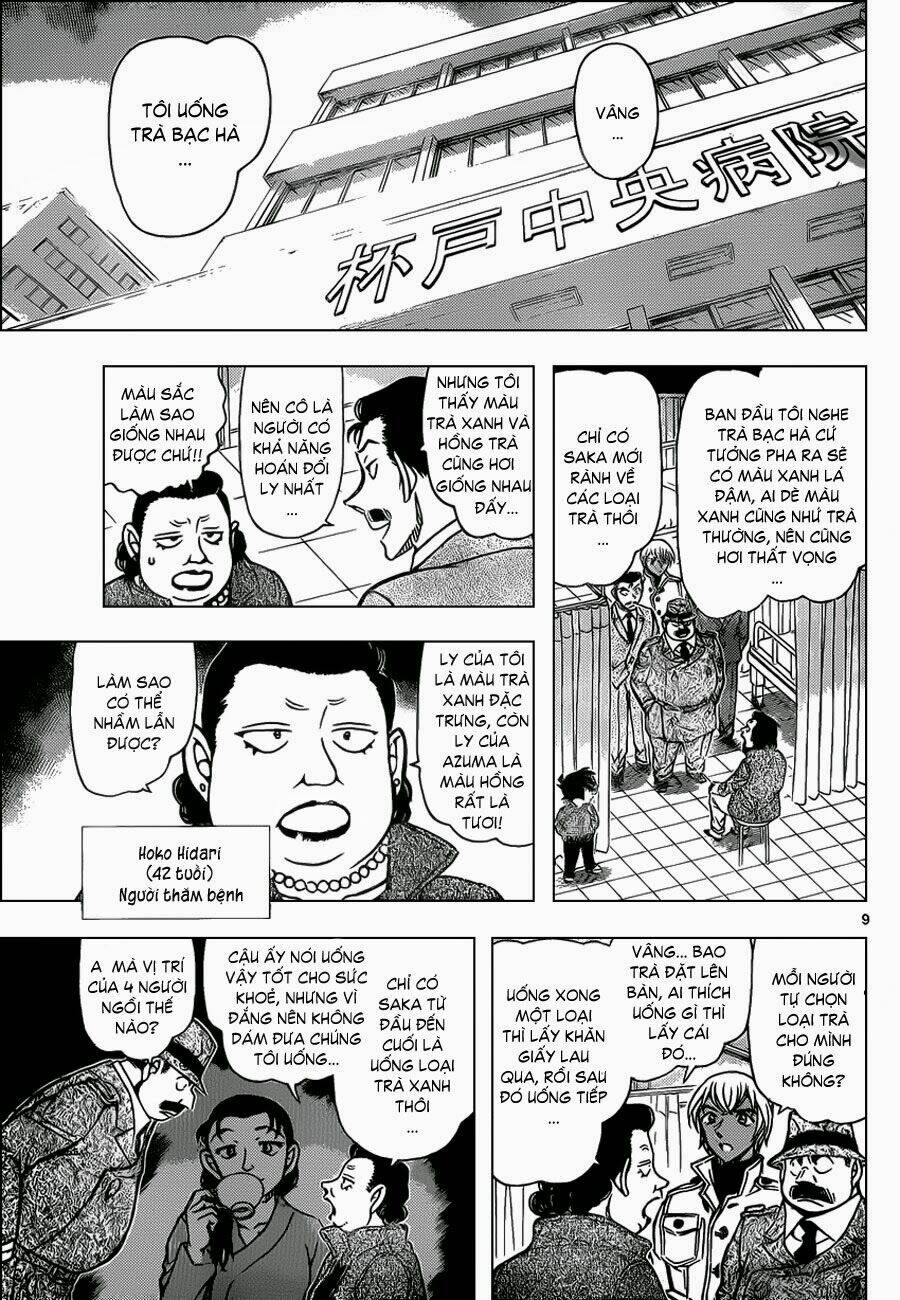 VÂNG
...
TÔI UỐNG
TRÀ BẠC HÀ
...
杯戸中央病院
BAN ĐẦU TÔI NGHE
TRÀ BẠC HÀ CỨ
TƯỞNG PHA RA SẼ
CÓ MÀU XANH LÁ
ĐẬM, AI DÈ MÀU
XANH CŨNG NHƯ TRÀ
THƯỜNG, NÊN CŨNG
HƠI THẤT VỌNG
...
CHỈ CÓ
SAKA MỚI
RÀNH VỀ
CÁC LOẠI
TRÀ THÔI
...
NHƯNG TÔI
THẤY MÀU
TRÀ XANH VÀ
HỒNG TRÀ
CŨNG HƠI
GIỐNG NHAU
ĐẤY...
NÊN CÔ LÀ
NGƯỜI CÓ
KHẢ NĂNG
HOÁN ĐỔI
LY NHẤT
...
MÀU SẮC
LÀM SAO
GIỐNG NHAU
ĐƯỢC CHỨ!!
LY CỦA TÔI
LÀ MÀU TRÀ
XANH ĐẶC
TRƯNG, CÒN
LY CỦA
AZUMA LÀ
MÀU HỒNG
RẤT LÀ
TƯƠI!
LÀM SAO
CÓ THỂ
NHẦM LẪN
ĐƯỢC?
Hoko Hidari
(42 tuổi)
Người thăm bệnh
9
MỖI NGƯỜI
TỰ CHỌN
LOẠI TRÀ
CHO MÌNH
ĐÚNG
KHÔNG?
VÂNG... BAO
TRÀ ĐẶT LÊN
BÀN, AI THÍCH
UỐNG GÌ THÌ
LẤY CÁI
ĐÓ...
UỐNG XONG
MỘT LOẠI
THÌ LẤY KHĂN
GIẤY LAU
QUA, RỒI SAU
ĐÓ UỐNG TIẾP
...
CHỈ CÓ
SAKA TỪ
ĐẦU ĐẾN
CUỐI LÀ
UỐNG LOẠI
TRÀ XANH
THÔI
...
CẬU ẤY NÓI UỐNG
VẬY TỐT CHO SỨC
KHOẺ, NHƯNG VÌ
ĐẮNG NÊN KHÔNG
DÁM ĐƯA CHÚNG
TÔI UỐNG...
A MÀ VỊ TRÍ
CỦA 4 NGƯỜI
NGỒI THẾ
NÀO?